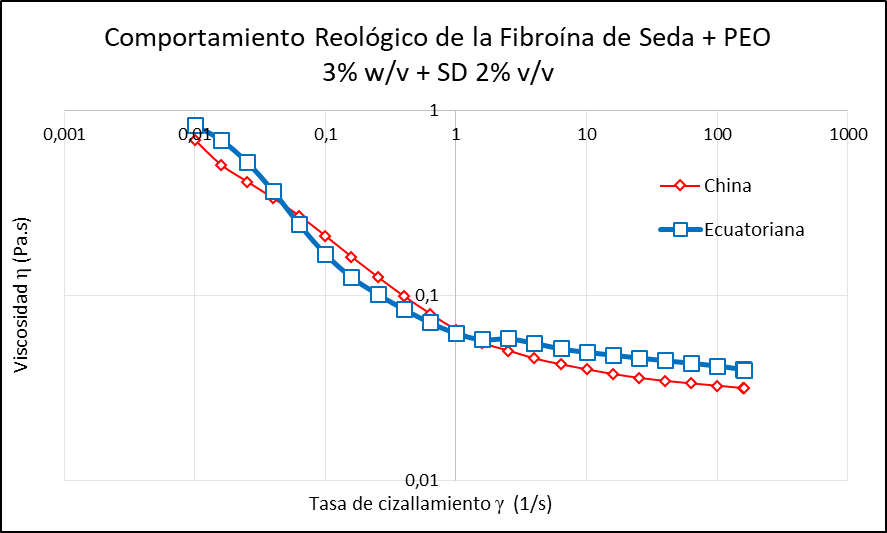 Comportamiento Reológico de la Fibroína de Seda + PEO
3% w/v + SD 2% v/v
1
0,001 0,01 0,1 1 10 100 1000
China
Ecuatoriana
Viscosidad η (Pa.s)
0,1
0,01
Tasa de cizallamiento γ (1/s)